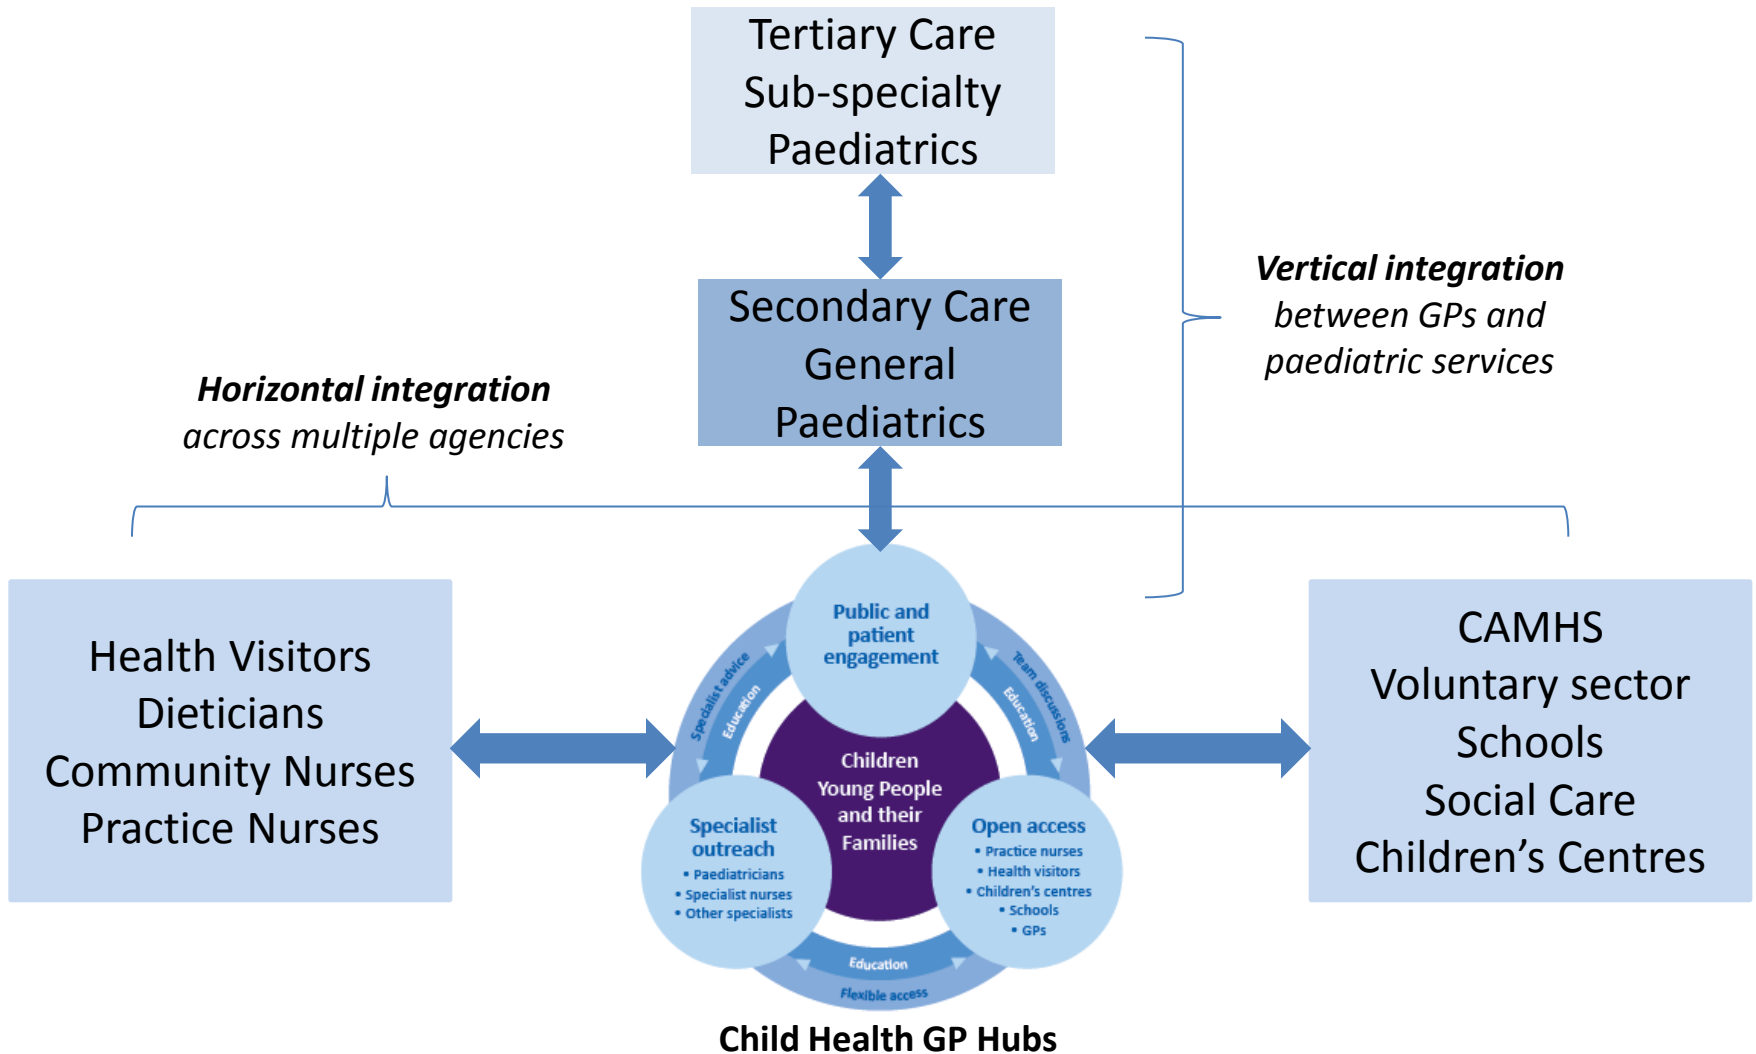 Tertiary Care
Sub-specialty
Paediatrics
Vertical integration
between GPs and
paediatric services
Secondary Care
General
Paediatrics
Horizontal integration
across multiple agencies
Health Visitors
Dieticians
Community Nurses
Practice Nurses
Public and
patient
engagement
Specialist advice
Education
Team discussions
Education
Children
Young People
and their
Families
Specialist
outreach
• Paediatricians
• Specialist nurses
• Other specialists
Open access
• Practice nurses
• Health visitors
• Children's centres
• Schools
• GPs
Education
Flexible access
CAMHS
Voluntary sector
Schools
Social Care
Children’s Centres
Child Health GP Hubs